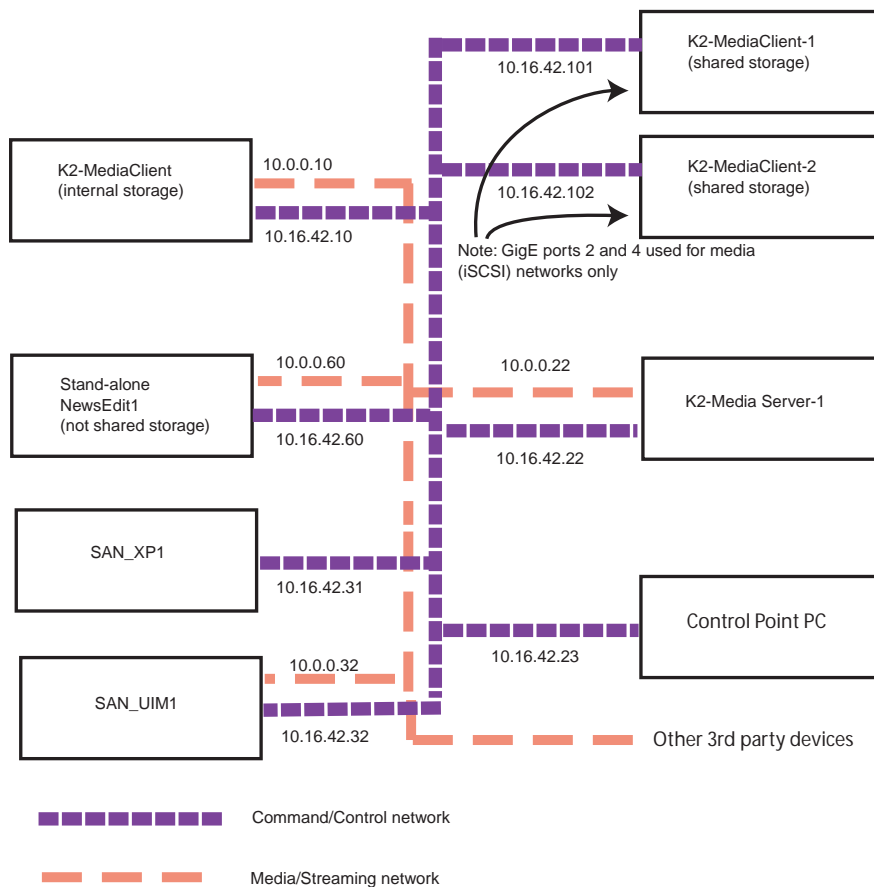 K2-MediaClient-1
(shared storage)
10.16.42.101
K2-MediaClient
(internal storage)
10.0.0.10
10.16.42.10
K2-MediaClient-2
(shared storage)
10.16.42.102
Note: GigE ports 2 and 4 used for media
(iSCSI) networks only
Stand-alone
NewsEdit1
(not shared storage)
10.0.0.60
10.16.42.60
10.0.0.22
K2-Media Server-1
10.16.42.22
SAN_XP1
10.16.42.31
Control Point PC
10.16.42.23
SAN_UIM1
10.0.0.32
10.16.42.32
Other 3rd party devices
Command/Control network
Media/Streaming network